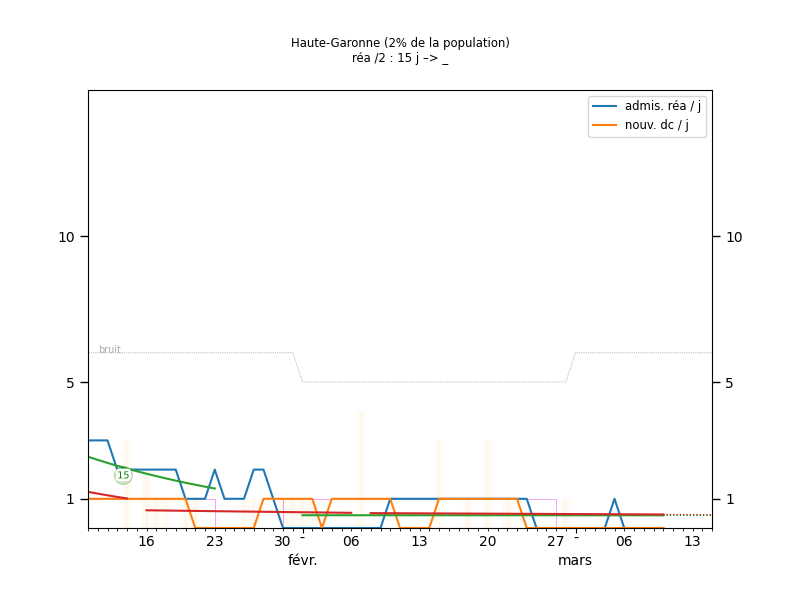 Haute-Garonne (2% de la population)
réa /2 : 15 j –> _
admis. réa / j
nouv. dc / j
10 10
bruit
5 5
15
1 1
16 23 30 - 06 13 20 27 - 06 13
févr. mars